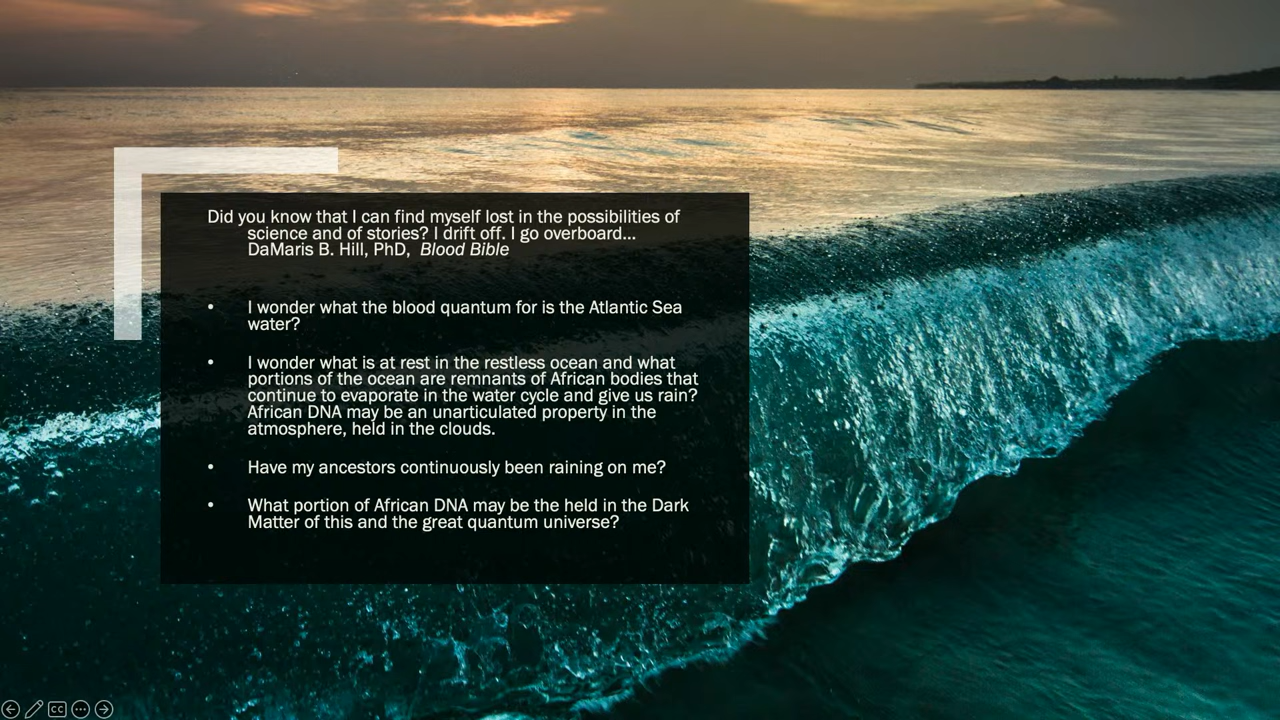 Did you know that I can find myself lost in the possibilities of
science and of stories? I drift off. I go overboard...
DaMaris B. Hill, PhD, Blood Bible
• I wonder what the blood quantum for is the Atlantic Sea
water?
• I wonder what is at rest in the restless ocean and what
portions of the ocean are remnants of African bodies that
continue to evaporate in the water cycle and give us rain?
African DNA may be an unarticulated property in the
atmosphere, held in the clouds.
• Have my ancestors continuously been raining on me?
• What portion of African DNA may be the held in the Dark
Matter of this and the great quantum universe?
CC